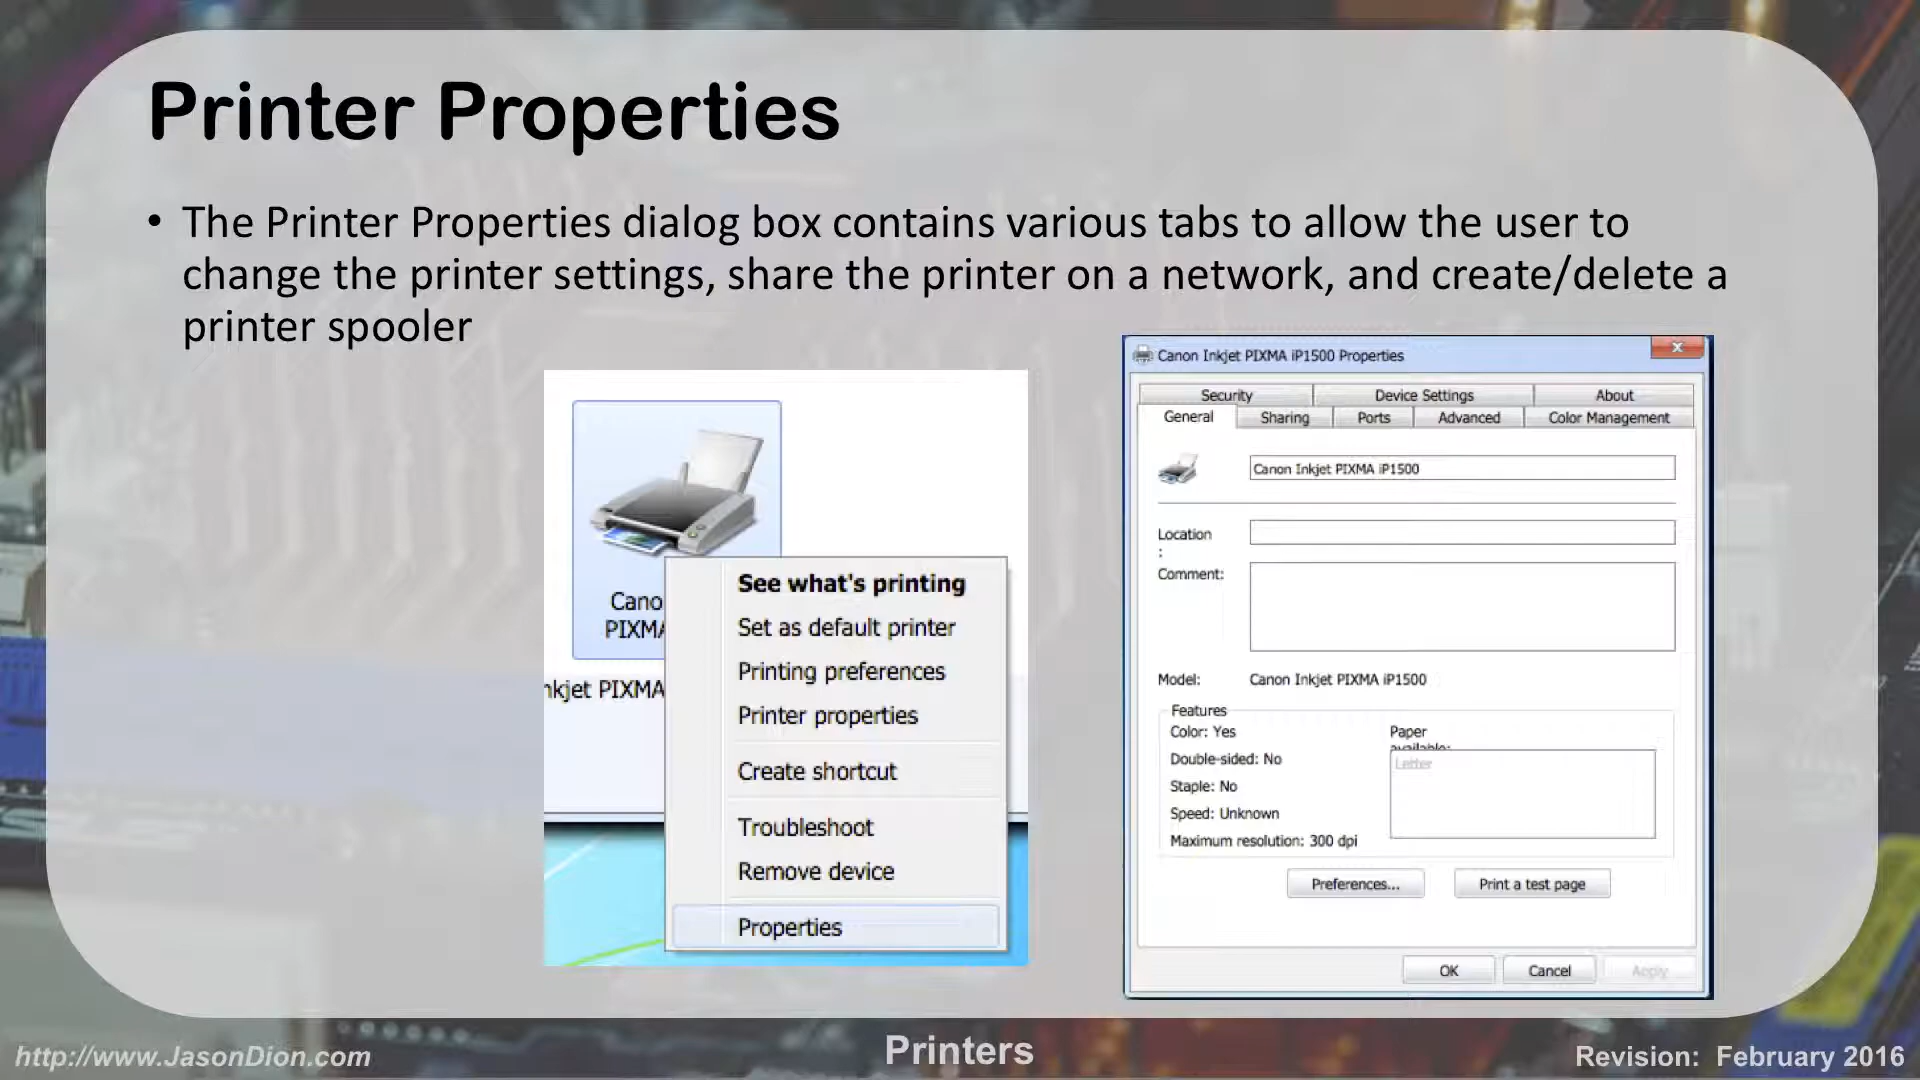 Printer Properties
• The Printer Properties dialog box contains various tabs to allow the user to
change the printer settings, share the printer on a network, and create/delete a
printer spooler
Cano
PIXMA
nkjet PIXMA
See what's printing
Set as default printer
Printing preferences
Printer properties
Create shortcut
Troubleshoot
Remove device
Properties
Canon Inkjet PIXMA iP1500 Properties
Security Device Settings About
General Sharing Ports Advanced Color Management
Canon Inkjet PIXMA iP1500
Location
:
Comment:
Model: Canon Inkjet PIXMA iP1500
Features
Color: Yes
Double-sided: No
Staple: No
Speed: Unknown
Maximum resolution: 300 dpi
Paper
available:
Letter
Preferences... Print a test page
OK Cancel Apply
http://www.JasonDion.com
Printers
Revision: February 2016